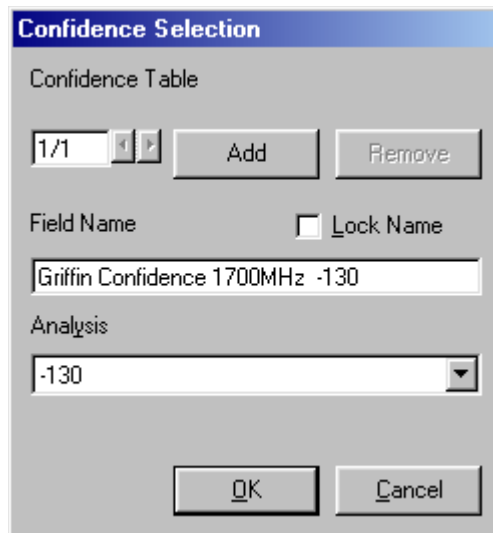 Confidence Selection
Confidence Table
1/1 Add Remove
Field Name Lock Name
Griffin Confidence 1700MHz -130
Analysis
-130
OK Cancel